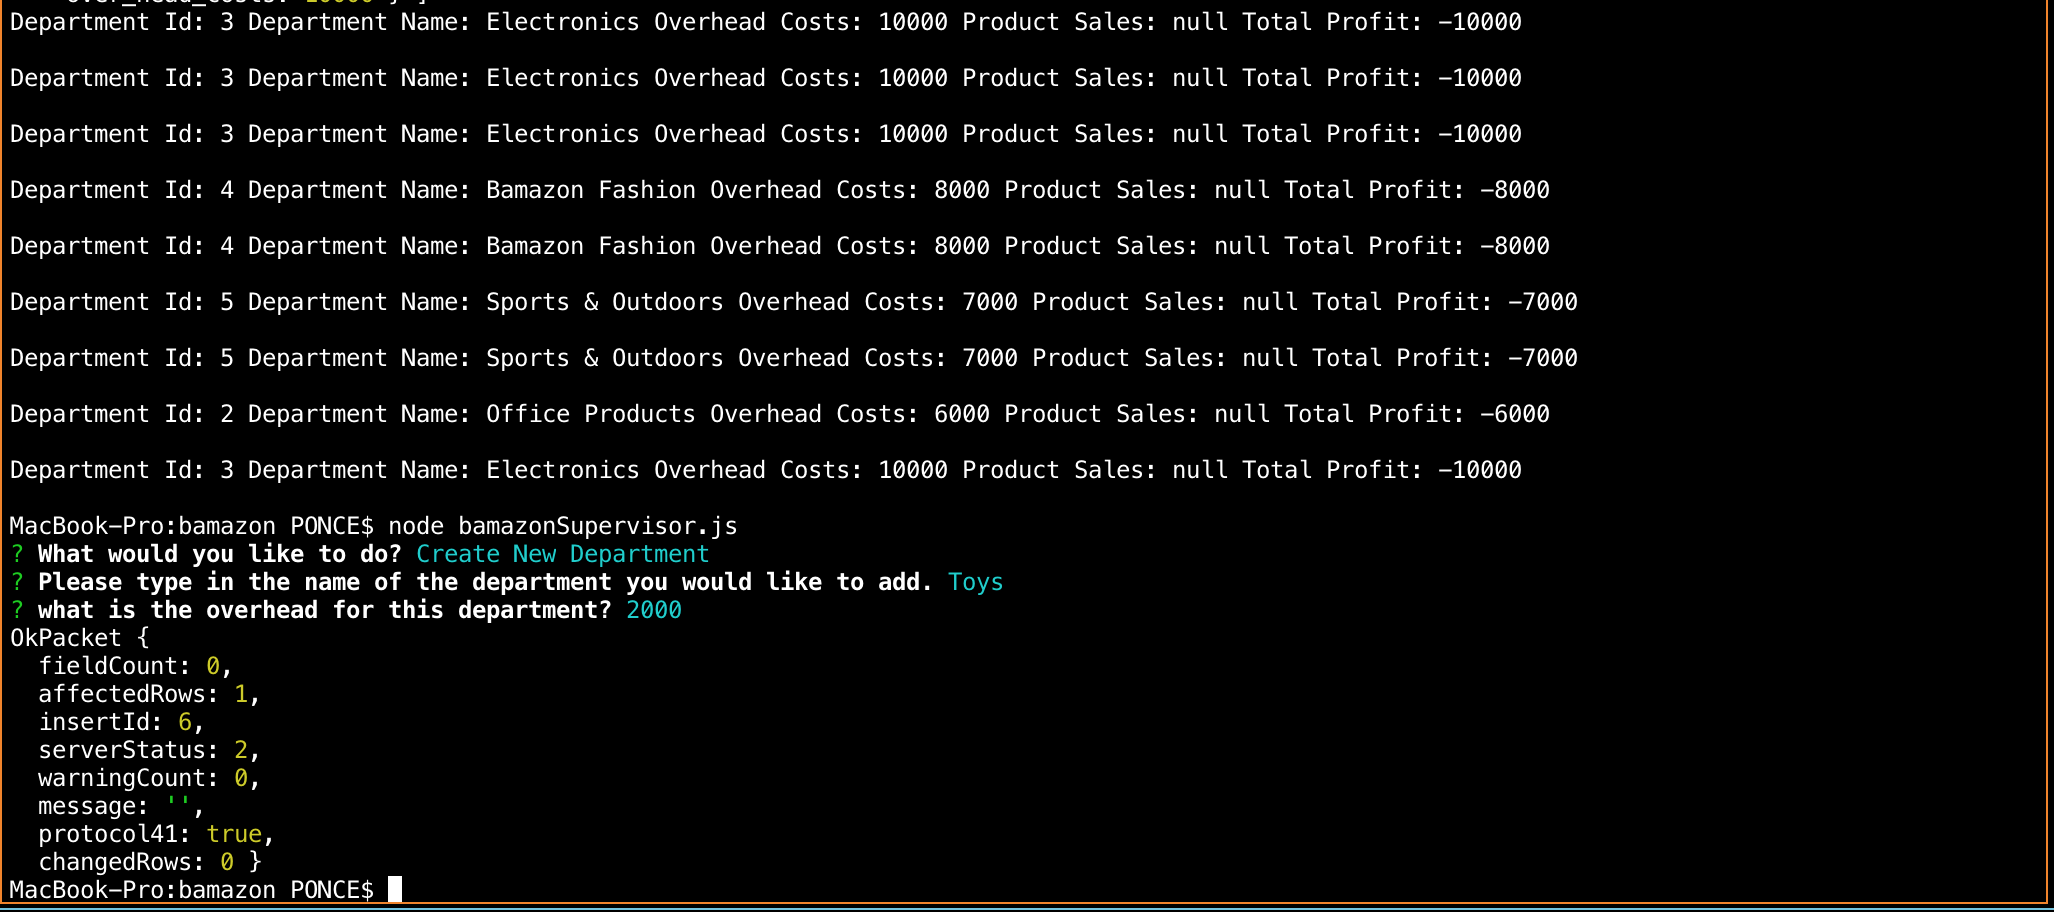 Department Id: 3 Department Name: Electronics Overhead Costs: 10000 Product Sales: null Total Profit: -10000
Department Id: 3 Department Name: Electronics Overhead Costs: 10000 Product Sales: null Total Profit: -10000
Department Id: 3 Department Name: Electronics Overhead Costs: 10000 Product Sales: null Total Profit: -10000
Department Id: 4 Department Name: Bamazon Fashion Overhead Costs: 8000 Product Sales: null Total Profit: -8000
Department Id: 4 Department Name: Bamazon Fashion Overhead Costs: 8000 Product Sales: null Total Profit: -8000
Department Id: 5 Department Name: Sports & Outdoors Overhead Costs: 7000 Product Sales: null Total Profit: -7000
Department Id: 5 Department Name: Sports & Outdoors Overhead Costs: 7000 Product Sales: null Total Profit: -7000
Department Id: 2 Department Name: Office Products Overhead Costs: 6000 Product Sales: null Total Profit: -6000
Department Id: 3 Department Name: Electronics Overhead Costs: 10000 Product Sales: null Total Profit: -10000
MacBook-Pro:bamazon PONCE$ node bamazonSupervisor.js
? What would you like to do? Create New Department
? Please type in the name of the department you would like to add. Toys
? what is the overhead for this department? 2000
OkPacket {
  fieldCount: 0,
  affectedRows: 1,
  insertId: 6,
  serverStatus: 2,
  warningCount: 0,
  message: '',
  protocol41: true,
  changedRows: 0 }
MacBook-Pro:bamazon PONCE$